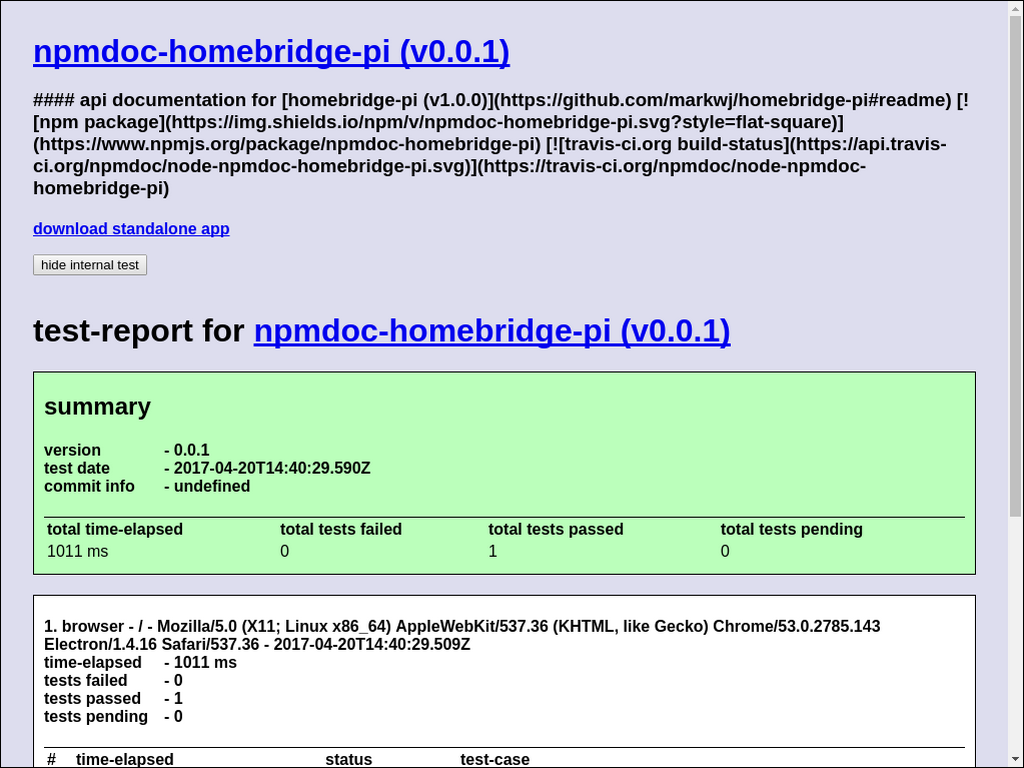 npmdoc-homebridge-pi (v0.0.1)
#### api documentation for [homebridge-pi (v1.0.0)](https://github.com/markwj/homebridge-pi#readme) [!
[npm package](https://img.shields.io/npm/v/npmdoc-homebridge-pi.svg?style=flat-square)]
(https://www.npmjs.org/package/npmdoc-homebridge-pi) [![travis-ci.org build-status](https://api.travis-
ci.org/npmdoc/node-npmdoc-homebridge-pi.svg)](https://travis-ci.org/npmdoc/node-npmdoc-
homebridge-pi)
download standalone app
hide internal test
test-report for npmdoc-homebridge-pi (v0.0.1)
summary
version - 0.0.1
test date - 2017-04-20T14:40:29.590Z
commit info - undefined
total time-elapsed total tests failed total tests passed total tests pending
1011 ms 0 1 0
1. browser - / - Mozilla/5.0 (X11; Linux x86_64) AppleWebKit/537.36 (KHTML, like Gecko) Chrome/53.0.2785.143
Electron/1.4.16 Safari/537.36 - 2017-04-20T14:40:29.509Z
time-elapsed - 1011 ms
tests failed - 0
tests passed - 1
tests pending - 0
# time-elapsed status test-case